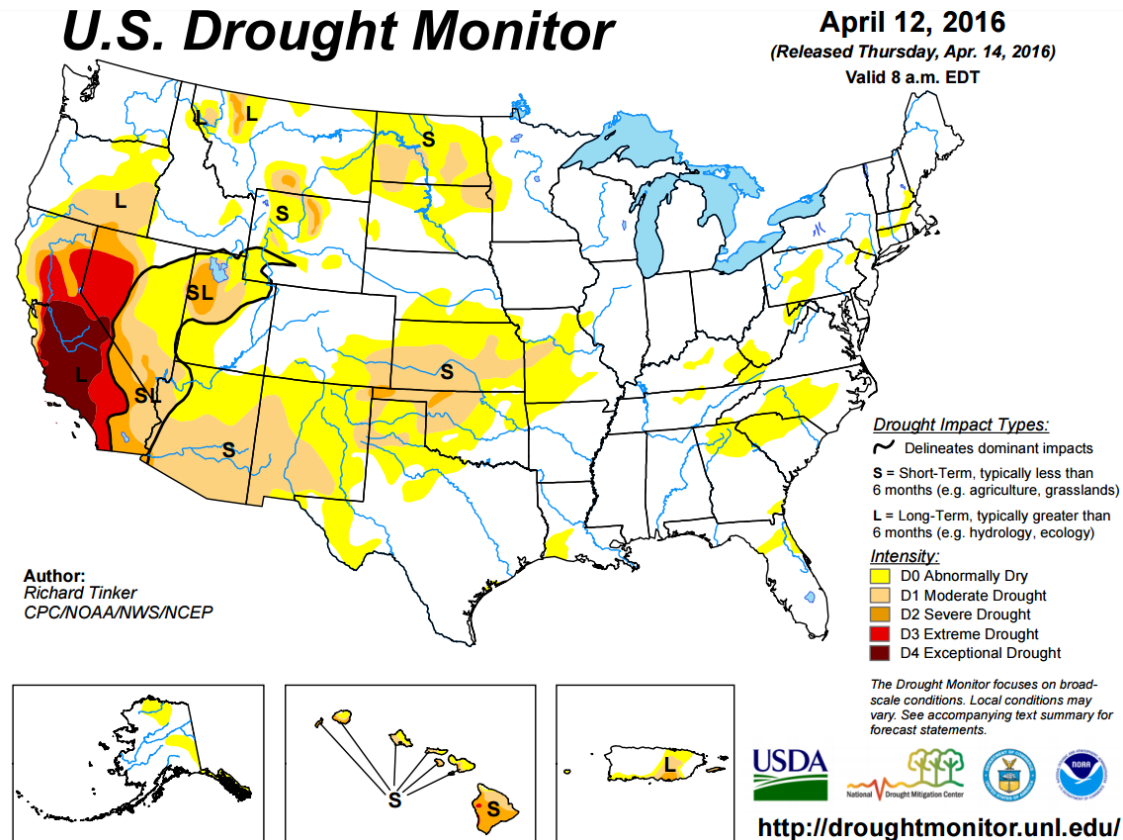 U.S. Drought Monitor
April 12, 2016
(Released Thursday, Apr. 14, 2016)
Valid 8 a.m. EDT
L
L
S
L
S
SL
S
L
SL
S
Drought Impact Types:
Delineates dominant impacts
S = Short-Term, typically less than
6 months (e.g. agriculture, grasslands)
L = Long-Term, typically greater than
6 months (e.g. hydrology, ecology)
Intensity:
D0 Abnormally Dry
D1 Moderate Drought
D2 Severe Drought
D3 Extreme Drought
D4 Exceptional Drought
Author:
Richard Tinker
CPC/NOAA/NWS/NCEP
The Drought Monitor focuses on broad-
scale conditions. Local conditions may
vary. See accompanying text summary for
forecast statements.
S
S
L
USDA
National Drought Mitigation Center
NOAA
http://droughtmonitor.unl.edu/